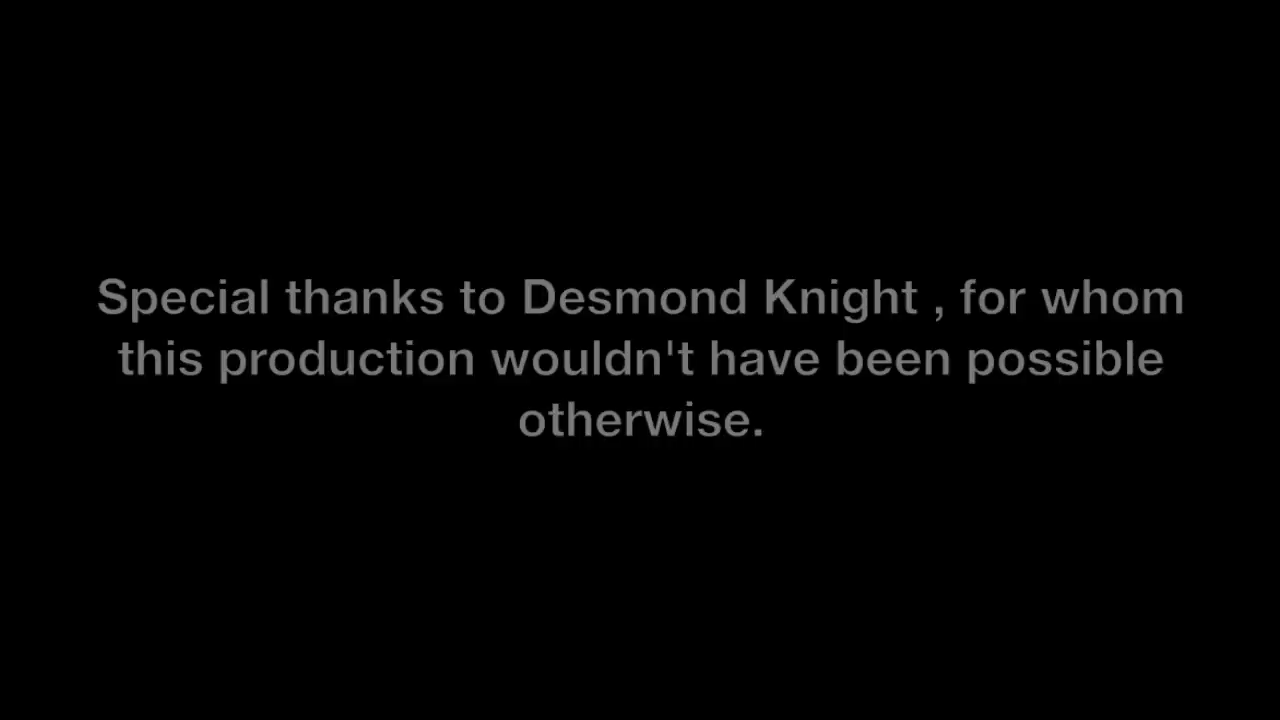 Special thanks to Desmond Knight , for whom
this production wouldn't have been possible
otherwise.